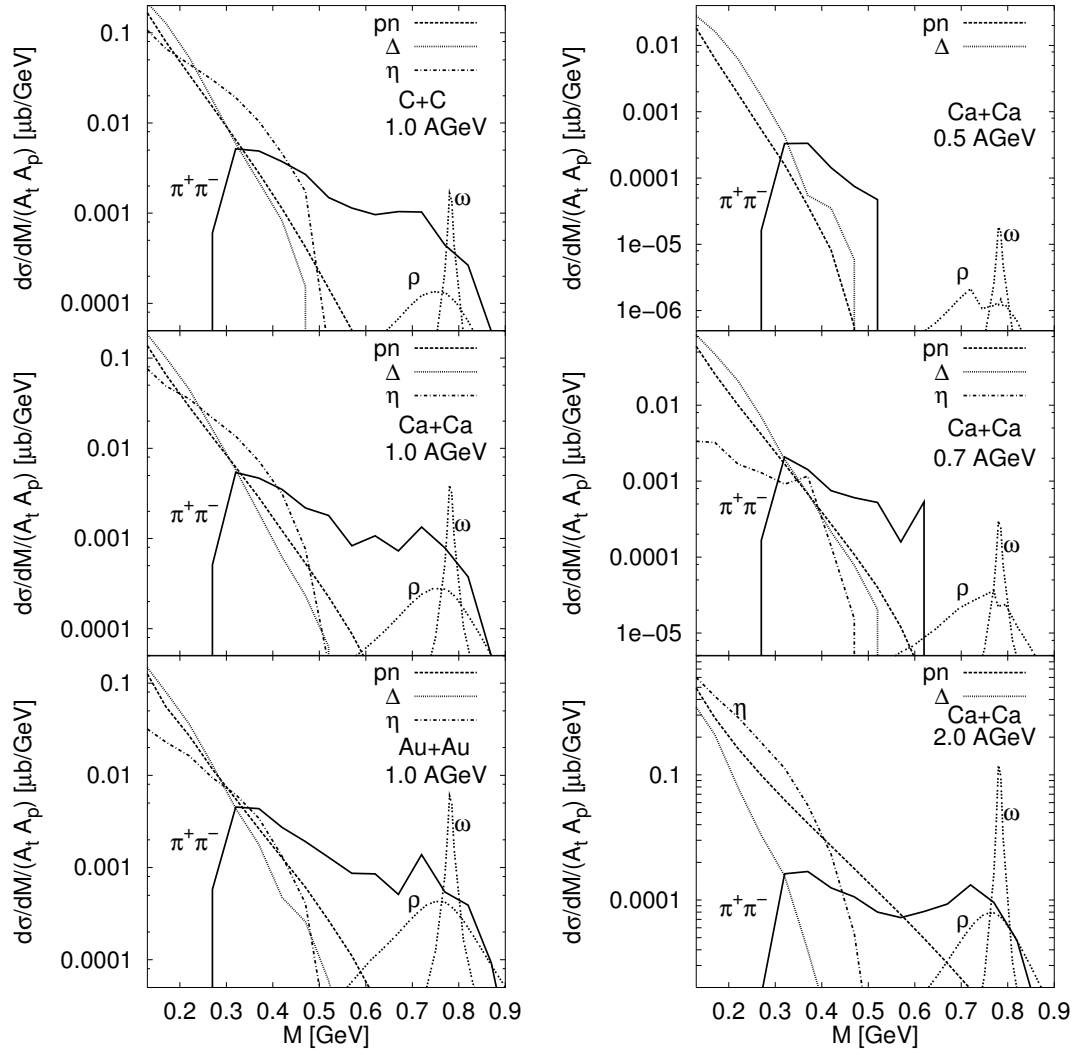 dσ/dM/(A_t A_p) [μb/GeV]
0.1
0.01
0.001
0.0001
pn
Δ
η
C+C
1.0 AGeV
π⁺π⁻
ρ
ω
dσ/dM/(A_t A_p) [μb/GeV]
0.1
0.01
0.001
0.0001
pn
Δ
η
Ca+Ca
1.0 AGeV
π⁺π⁻
ρ
ω
dσ/dM/(A_t A_p) [μb/GeV]
0.1
0.01
0.001
0.0001
pn
Δ
η
Au+Au
1.0 AGeV
π⁺π⁻
ρ
ω
0.2 0.3 0.4 0.5 0.6 0.7 0.8 0.9
M [GeV]
dσ/dM/(A_t A_p) [μb/GeV]
0.01
0.0001
1e-05
1e-06
pn
Δ
Ca+Ca
0.5 AGeV
π⁺π⁻
ρ
ω
dσ/dM/(A_t A_p) [μb/GeV]
0.01
0.001
0.0001
1e-05
pn
Δ
η
Ca+Ca
0.7 AGeV
π⁺π⁻
ρ
ω
dσ/dM/(A_t A_p) [μb/GeV]
0.1
0.0001
pn
Δ
η
Ca+Ca
2.0 AGeV
π⁺π⁻
ρ
ω
0.2 0.3 0.4 0.5 0.6 0.7 0.8 0.9
M [GeV]